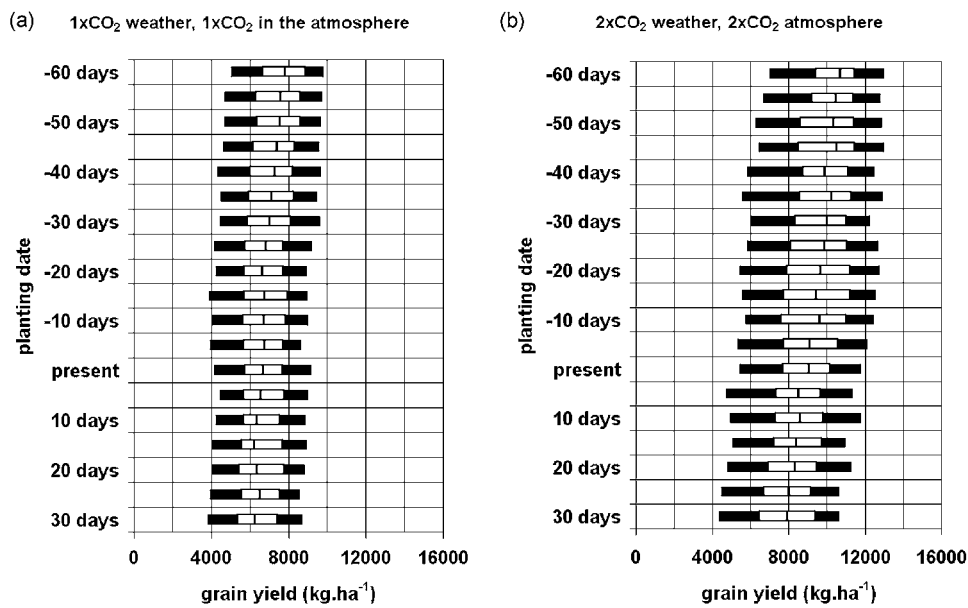 (a) 1xCO₂ weather, 1xCO₂ in the atmosphere
planting date
-60 days
-50 days
-40 days
-30 days
-20 days
-10 days
present
10 days
20 days
30 days
0 4000 8000 12000 16000
grain yield (kg.ha⁻¹)
(b) 2xCO₂ weather, 2xCO₂ atmosphere
planting date
-60 days
-50 days
-40 days
-30 days
-20 days
-10 days
present
10 days
20 days
30 days
0 4000 8000 12000 16000
grain yield (kg.ha⁻¹)